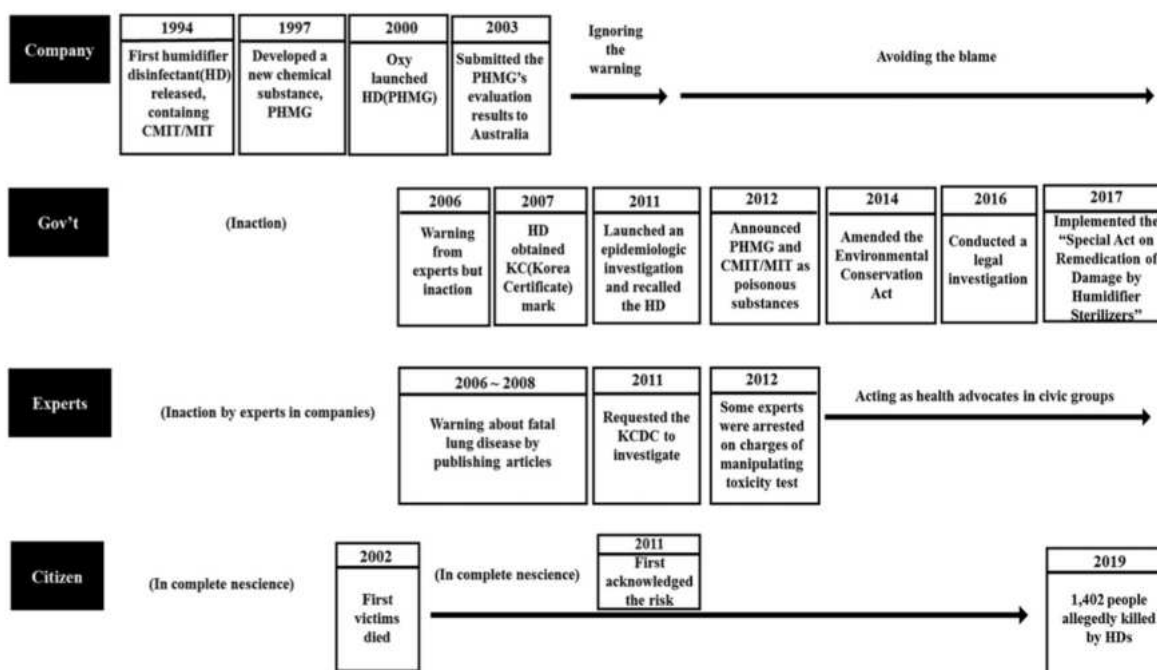 Company
1994
First humidifier
disinfectant(HD)
released,
containng
CMIT/MIT
1997
Developed a
new chemical
substance,
PHMG
2000
Oxy
launched
HD(PHMG)
2003
Submitted the
PHMG's
evaluation
results to
Australia
Ignoring
the
warning
Avoiding the blame
Gov't
(Inaction)
2006
Warning
from
experts but
inaction
2007
HD
obtained
KC(Korea
Certificate)
mark
2011
Launched an
epidemiologic
investigation
and recalled
the HD
2012
Announced
PHMG and
CMIT/MIT as
poisonous
substances
2014
Amended the
Environmental
Conservation
Act
2016
Conducted a
legal
investigation
2017
Implemented the
“Special Act on
Remedication of
Damage by
Humidifier
Sterilizers”
Experts
(Inaction by experts in companies)
2006 ~ 2008
Warning about fatal
lung disease by
publishing articles
2011
Requested the
KCDC to
investigate
2012
Some experts
were arrested
on charges of
manipulating
toxicity test
Acting as health advocates in civic groups
Citizen
(In complete nescience)
2002
First
victims
died
(In complete nescience)
2011
First
acknowledged
the risk
2019
1,402 people
allegedly killed
by HDs